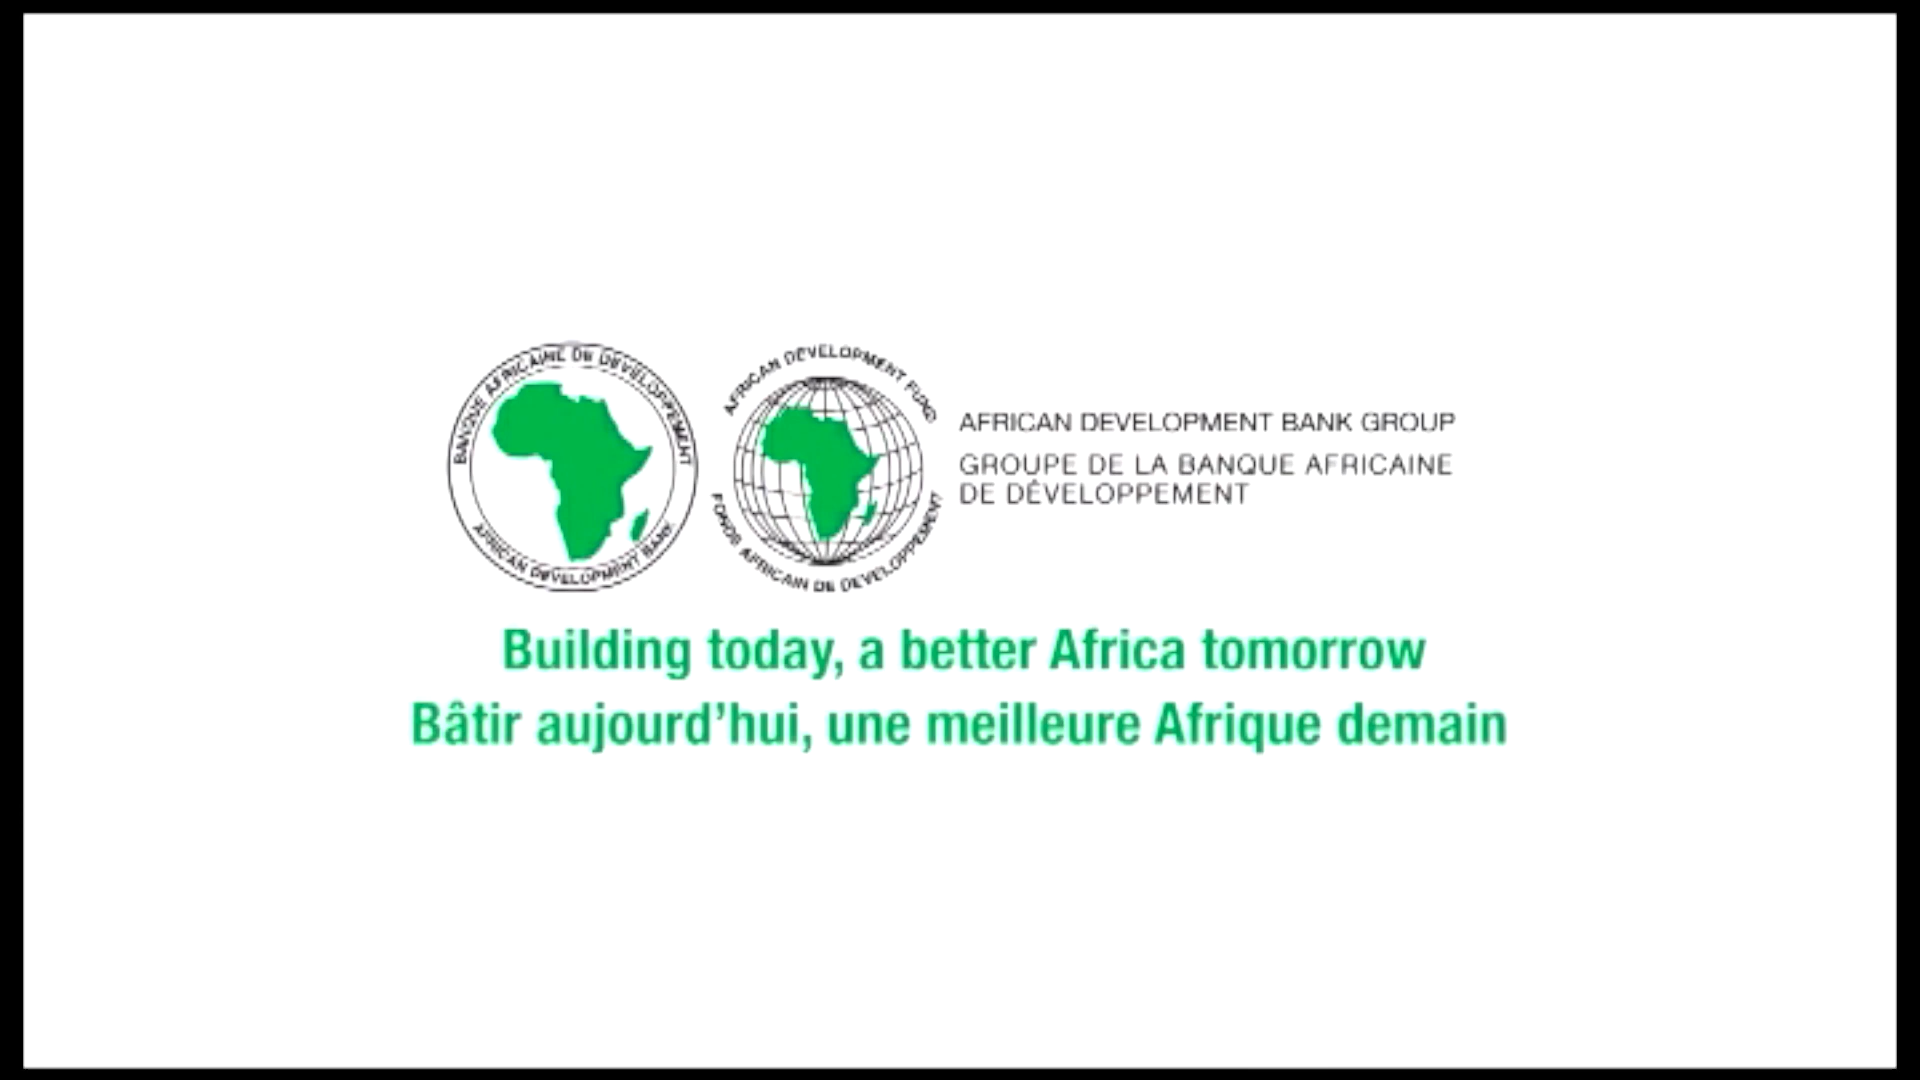 BANQUE AFRICAINE DE DEVELOPPEMENT
AFRICAN DEVELOPMENT BANK
AFRICAN DEVELOPMENT FUND
FONDS AFRICAIN DE DEVELOPPEMENT
AFRICAN DEVELOPMENT BANK GROUP
GROUPE DE LA BANQUE AFRICAINE
DE DÉVELOPPEMENT
Building today, a better Africa tomorrow
Bâtir aujourd’hui, une meilleure Afrique demain